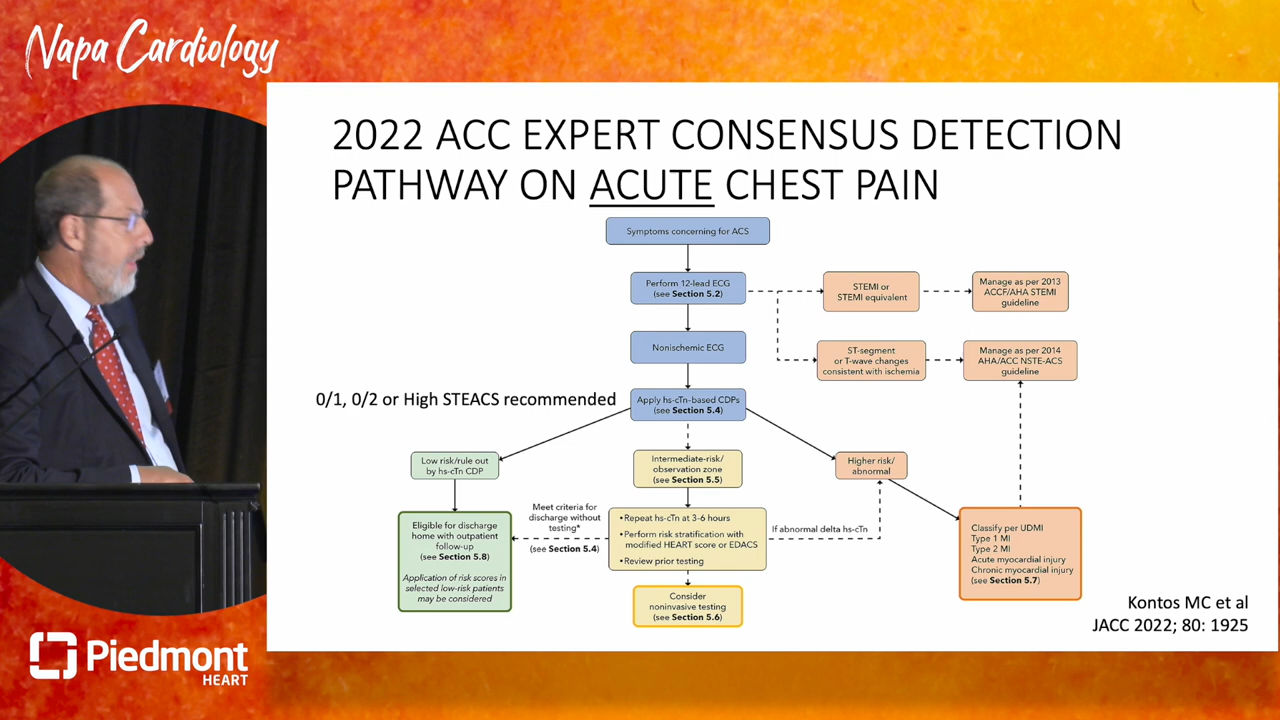 Napa Cardiology
2022 ACC EXPERT CONSENSUS DETECTION
PATHWAY ON ACUTE CHEST PAIN
Symptoms concerning for ACS
Perform 12-lead ECG
(see Section 5.2)
STEMI or
STEMI equivalent
Manage as per 2013
ACCF/AHA STEMI
guideline
Nonischemic ECG
ST-segment
or T-wave changes
consistent with ischemia
Manage as per 2014
AHA/ACC NSTE-ACS
guideline
0/1, 0/2 or High STEACS recommended
Apply hs-cTn-based CDPs
(see Section 5.4)
Low risk/rule out
by hs-cTn CDP
Intermediate-risk/
observation zone
(see Section 5.5)
Higher risk/
abnormal
Eligible for discharge
home with outpatient
follow-up
(see Section 5.8)
Application of risk scores in
selected low-risk patients
may be considered
Meet criteria for
discharge without
testing*
(see Section 5.4)
•Repeat hs-cTn at 3-6 hours
•Perform risk stratification with
modified HEART score or EDACS
•Review prior testing
If abnormal delta hs-cTn
Classify per UDMI
Type 1 MI
Type 2 MI
Acute myocardial injury
Chronic myocardial injury
(see Section 5.7)
Consider
noninvasive testing
(see Section 5.6)
Kontos MC et al
JACC 2022; 80: 1925
Piedmont
HEART